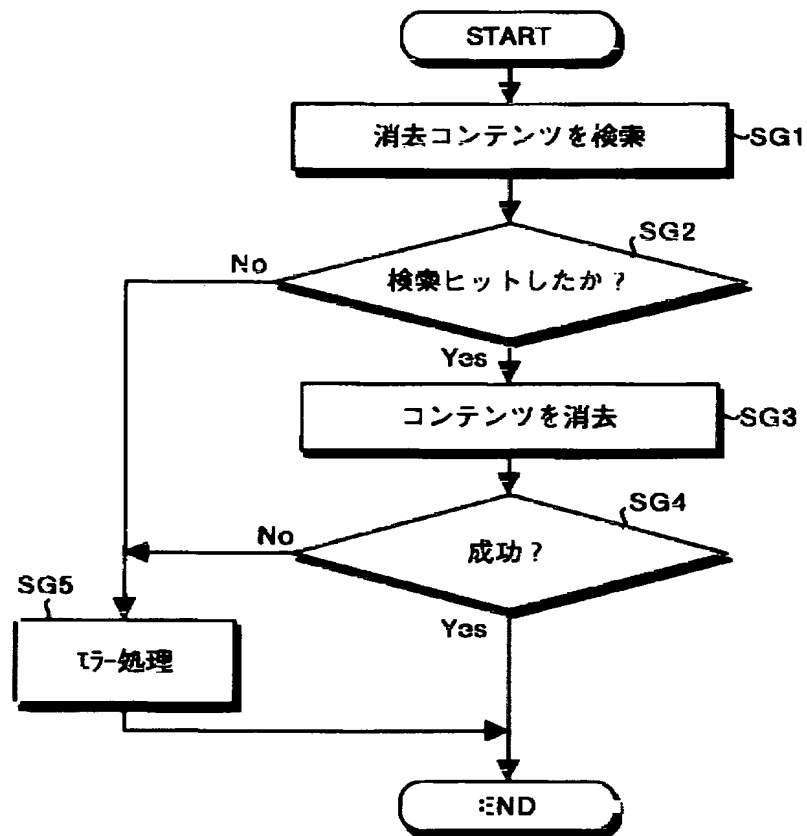 START
消去コンテンツを検索
SG1
SG2
検索ヒットしたか？
No
Yes
コンテンツを消去
SG3
SG4
成功？
No
Yes
SG5
エラー処理
END